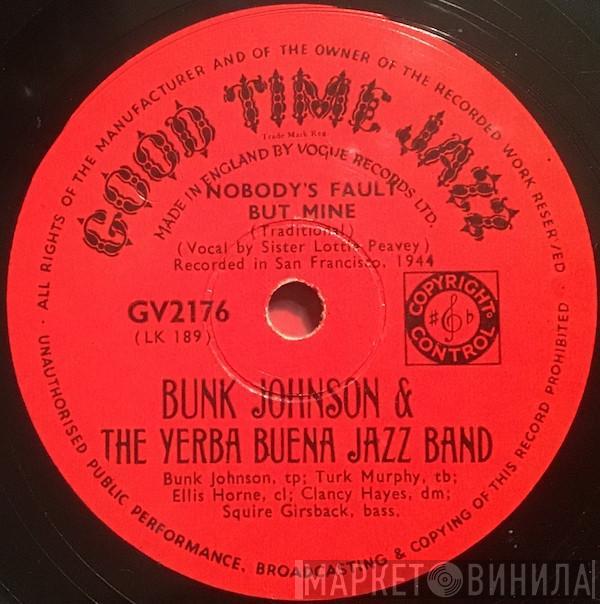 · ALL RIGHTS OF THE MANUFACTURER AND OF THE OWNER OF THE RECORDED WORK RESERVED ·
GOOD TIME JAZZ
Trade Mark Reg.
MADE IN ENGLAND BY VOGUE RECORDS LTD.
NOBODY'S FAULT
BUT MINE
(Traditional)
(Vocal by Sister Lottie Peavey)
Recorded in San Francisco, 1944
GV2176
(LK 189)
COPYRIGHT
CONTROL
BUNK JOHNSON &
THE YERBA BUENA JAZZ BAND
Bunk Johnson, tp; Turk Murphy, tb;
Ellis Horne, cl; Clancy Hayes, dm;
Squire Girsback, bass.
UNAUTHORISED PUBLIC PERFORMANCE, BROADCASTING & COPYING OF THIS RECORD PROHIBITED ·
МАРКЕТ ВИНИЛА